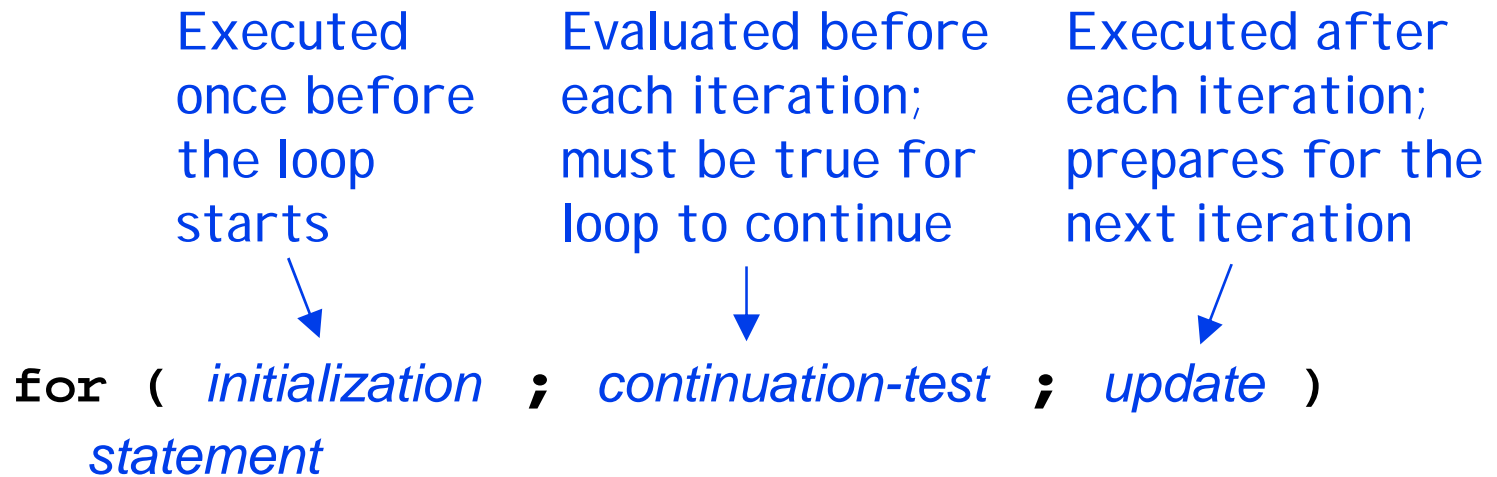 Executed
once before
the loop
starts
Evaluated before
each iteration;
must be true for
loop to continue
Executed after
each iteration;
prepares for the
next iteration
for ( initialization ; continuation-test ; update )
statement